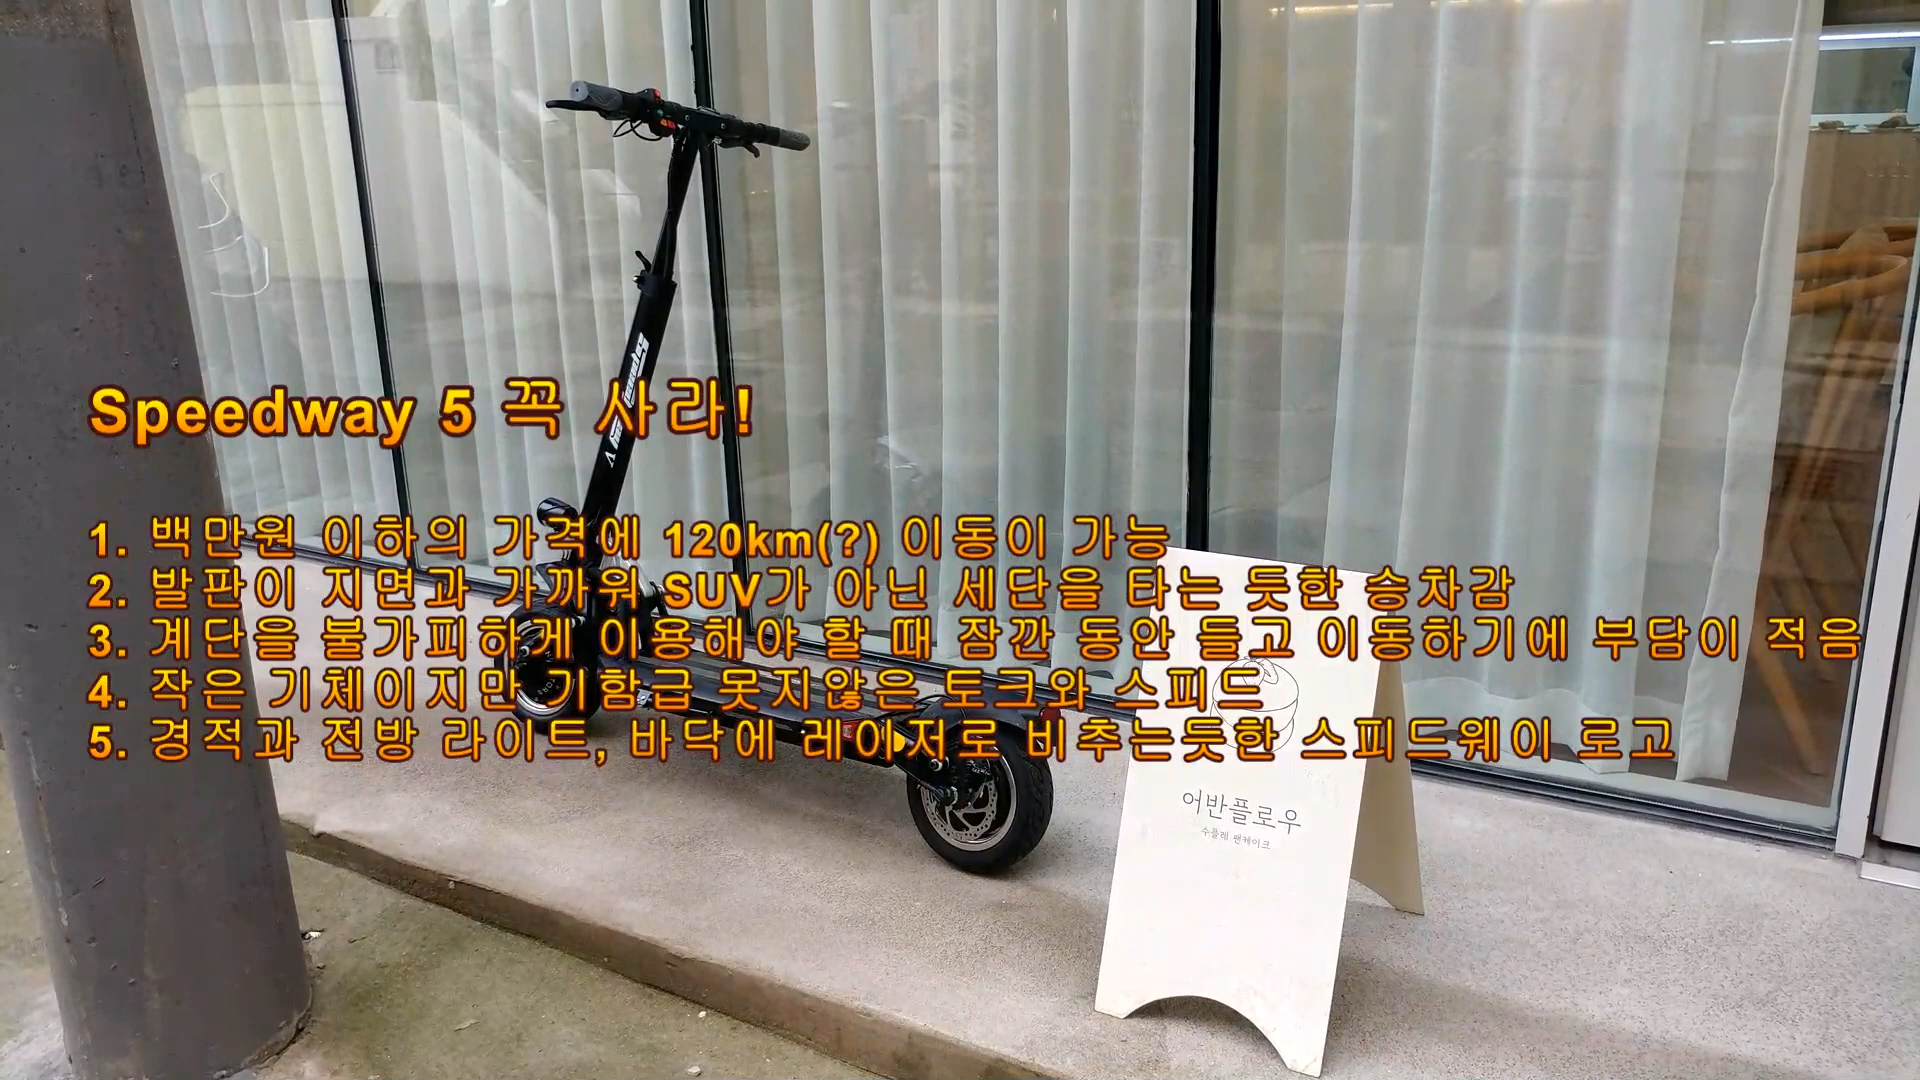 Speedway 5 꼭 사라!
1. 백만원 이하의 가격에 120km(?) 이동이 가능
2. 발판이 지면과 가까워 SUV가 아닌 세단을 타는 듯한 승차감
3. 계단을 불가피하게 이용해야 할 때 잠깐 동안 들고 이동하기에 부담이 적음
4. 작은 기체이지만 기함급 못지않은 토크와 스피드
5. 경적과 전방 라이트, 바닥에 레이저로 비추는듯한 스피드웨이 로고
어반플로우
수플레 팬케이크